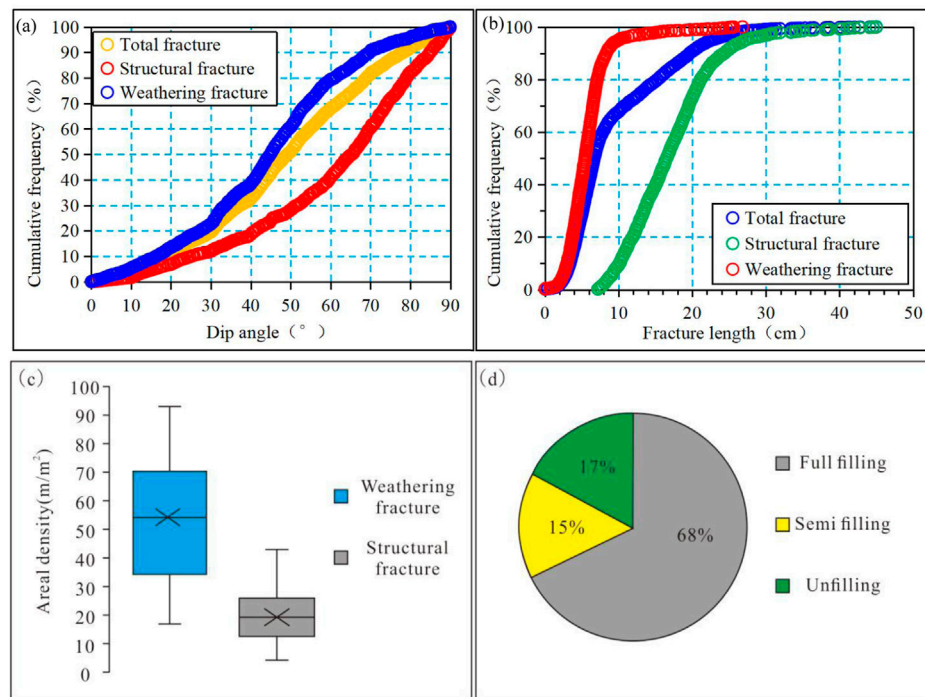 (a)
100
90
80
70
60
50
40
30
20
10
0
Cumulative frequency (%)
Total fracture
Structural fracture
Weathering fracture
0 10 20 30 40 50 60 70 80 90
Dip angle (°)
(b)
100
80
60
40
20
0
Cumulative frequency (%)
Total fracture
Structural fracture
Weathering fracture
0 10 20 30 40 50
Fracture length (cm)
(c)
100
90
80
70
60
50
40
30
20
10
0
Areal density(m/m²)
Weathering
fracture
Structural
fracture
(d)
17%
15%
68%
Full filling
Semi filling
Unfilling